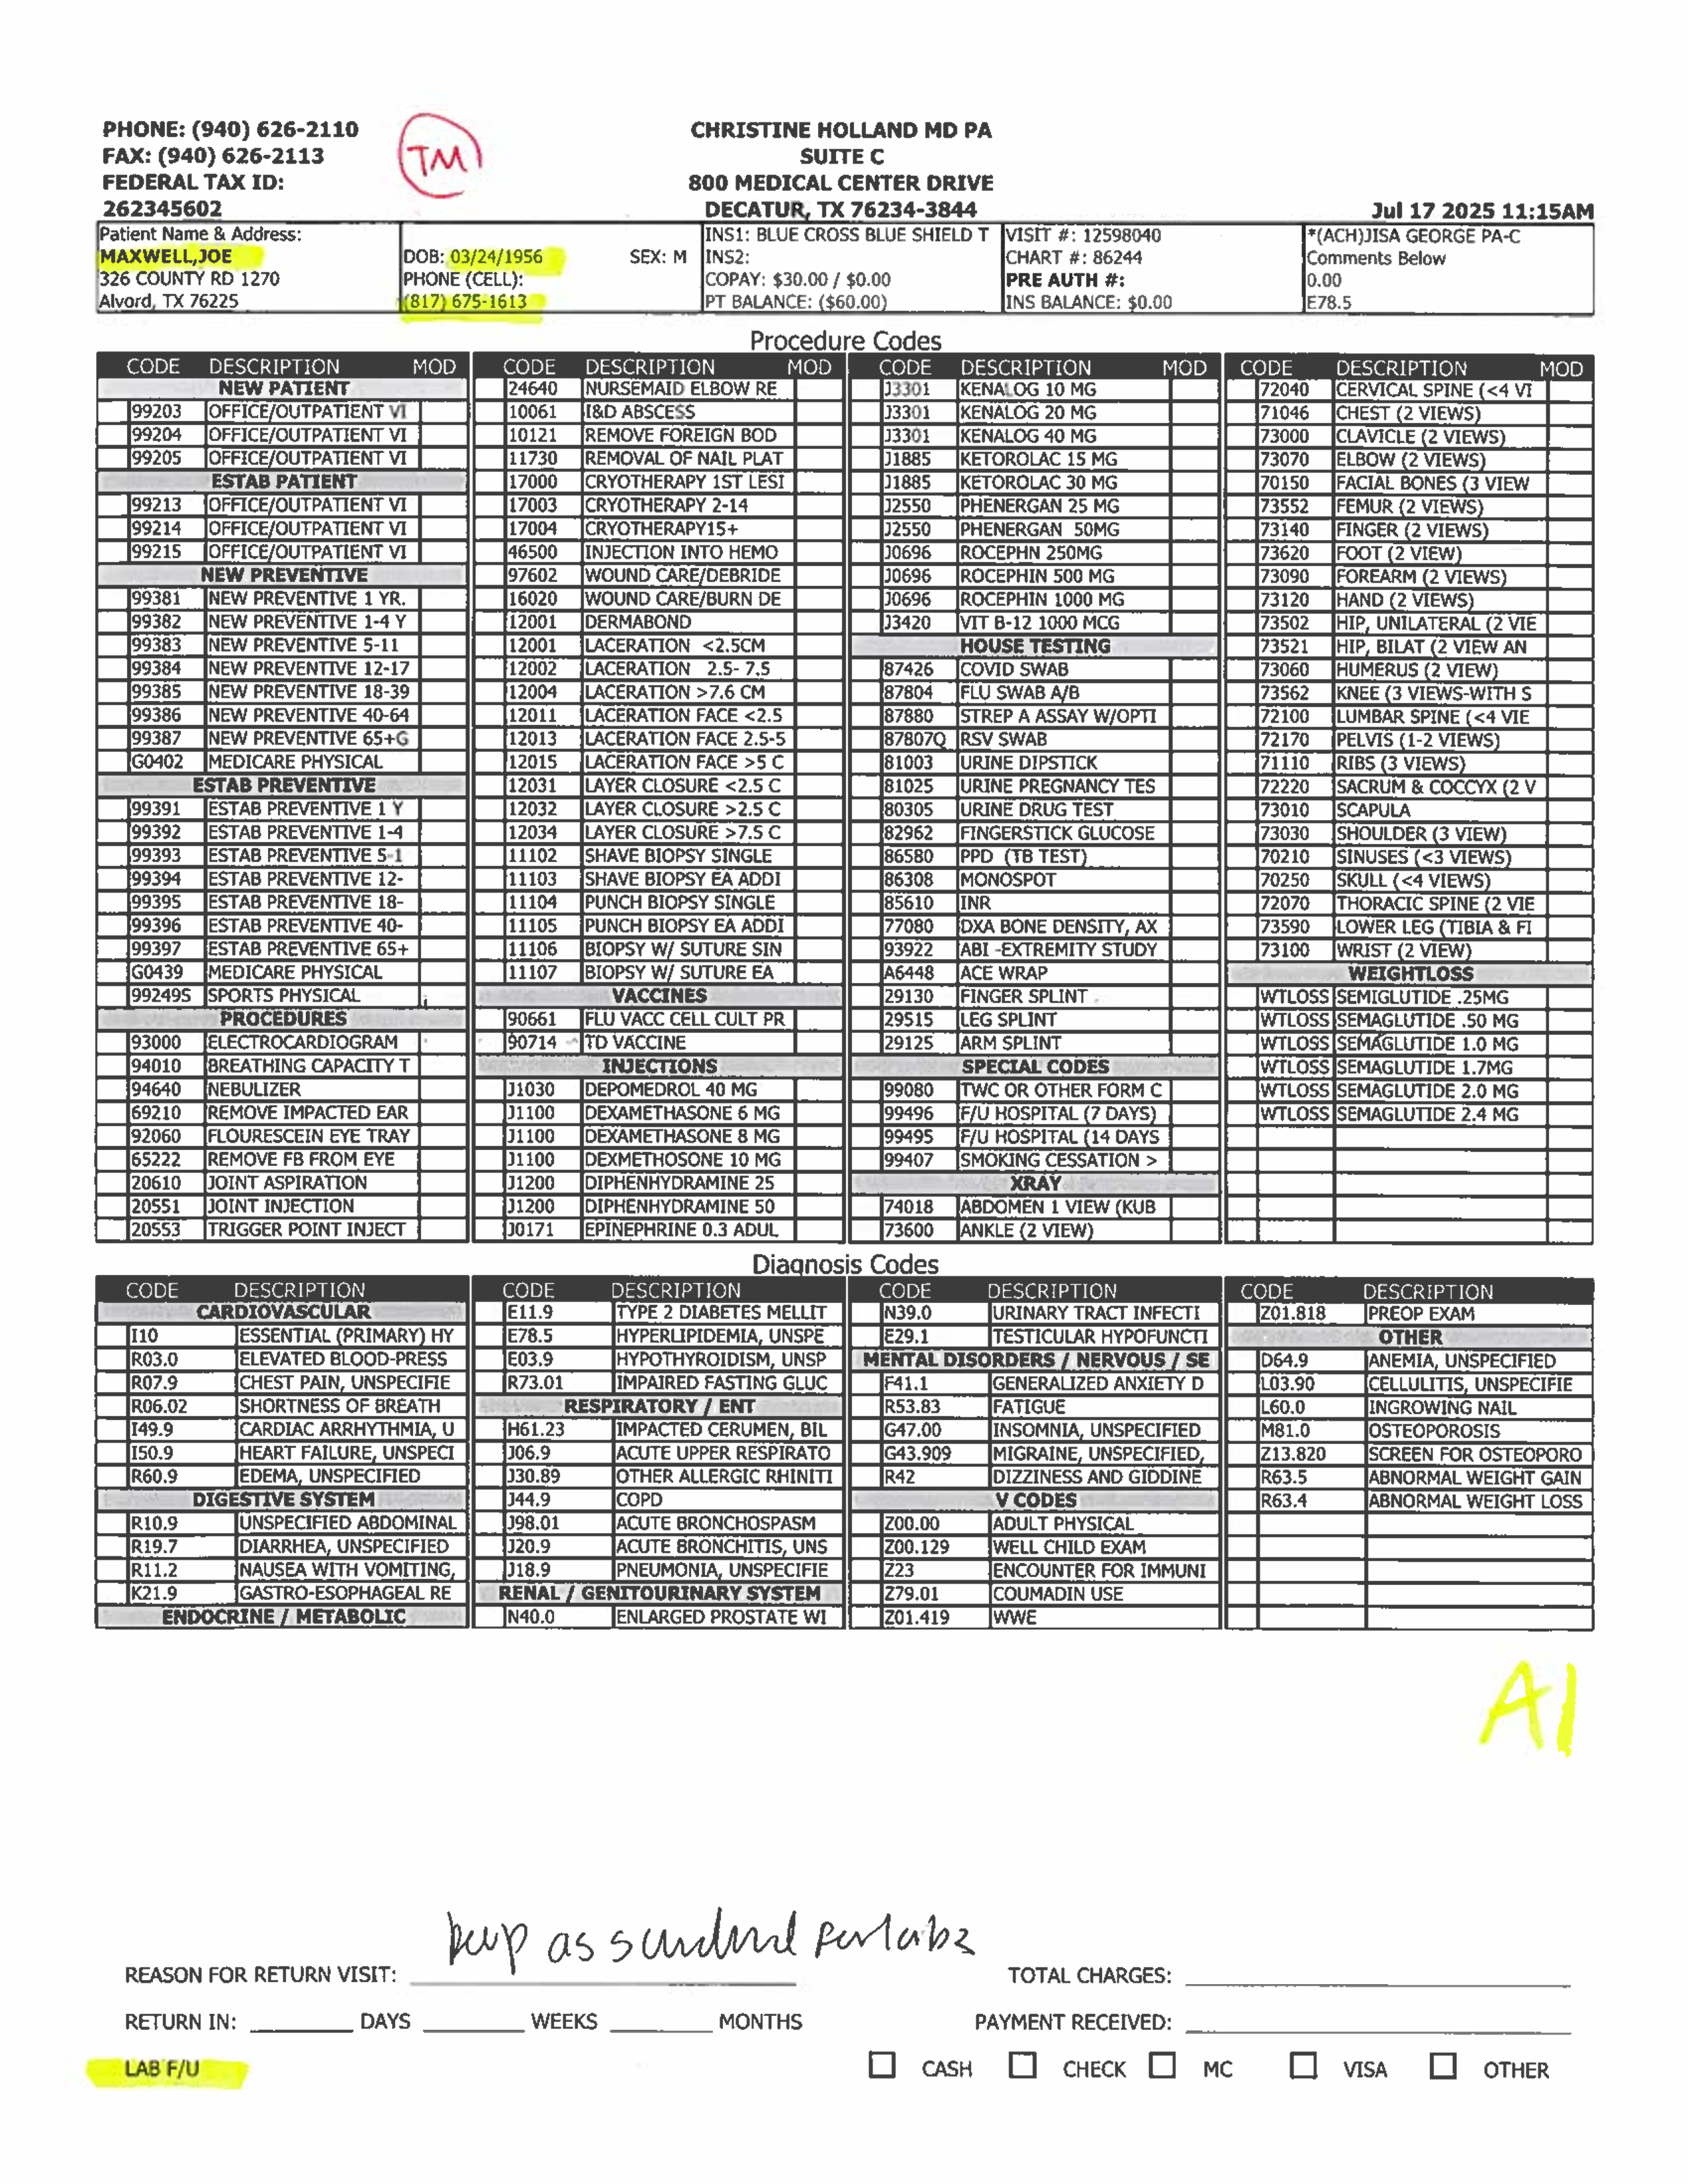 PHONE: (940) 626-2110
FAX: (940) 626-2113
FEDERAL TAX ID:
262345602
TM
CHRISTINE HOLLAND MD PA
SUITE C
800 MEDICAL CENTER DRIVE
DECATUR, TX 76234-3844
Jul 17 2025 11:15AM
Patient Name & Address:
MAXWELL,JOE
326 COUNTY RD 1270
Alvord, TX 76225
DOB: 03/24/1956 SEX: M
PHONE (CELL):
(817) 675-1613
INS1: BLUE CROSS BLUE SHIELD T
INS2:
COPAY: $30.00 / $0.00
PT BALANCE: ($60.00)
VISIT #: 12598040
CHART #: 86244
PRE AUTH #:
INS BALANCE: $0.00
*(ACH)JISA GEORGE PA-C
Comments Below
0.00
E78.5
Procedure Codes
CODE DESCRIPTION MOD
NEW PATIENT
99203 OFFICE/OUTPATIENT VI
99204 OFFICE/OUTPATIENT VI
99205 OFFICE/OUTPATIENT VI
ESTAB PATIENT
99213 OFFICE/OUTPATIENT VI
99214 OFFICE/OUTPATIENT VI
99215 OFFICE/OUTPATIENT VI
NEW PREVENTIVE
99381 NEW PREVENTIVE 1 YR.
99382 NEW PREVENTIVE 1-4 Y
99383 NEW PREVENTIVE 5-11
99384 NEW PREVENTIVE 12-17
99385 NEW PREVENTIVE 18-39
99386 NEW PREVENTIVE 40-64
99387 NEW PREVENTIVE 65+G
G0402 MEDICARE PHYSICAL
ESTAB PREVENTIVE
99391 ESTAB PREVENTIVE 1 Y
99392 ESTAB PREVENTIVE 1-4
99393 ESTAB PREVENTIVE 5-1
99394 ESTAB PREVENTIVE 12-
99395 ESTAB PREVENTIVE 18-
99396 ESTAB PREVENTIVE 40-
99397 ESTAB PREVENTIVE 65+
G0439 MEDICARE PHYSICAL
99249S SPORTS PHYSICAL
PROCEDURES
93000 ELECTROCARDIOGRAM
94010 BREATHING CAPACITY T
94640 NEBULIZER
69210 REMOVE IMPACTED EAR
92060 FLOURESCEIN EYE TRAY
65222 REMOVE FB FROM EYE
20610 JOINT ASPIRATION
20551 JOINT INJECTION
20553 TRIGGER POINT INJECT
CODE DESCRIPTION MOD
24640 NURSEMAID ELBOW RE
10061 I&D ABSCESS
10121 REMOVE FOREIGN BOD
11730 REMOVAL OF NAIL PLAT
17000 CRYOTHERAPY 1ST LESI
17003 CRYOTHERAPY 2-14
17004 CRYOTHERAPY15+
46500 INJECTION INTO HEMO
97602 WOUND CARE/DEBRIDE
16020 WOUND CARE/BURN DE
12001 DERMABOND
12001 LACERATION <2.5CM
12002 LACERATION 2.5- 7.5
12004 LACERATION >7.6 CM
12011 LACERATION FACE <2.5
12013 LACERATION FACE 2.5-5
12015 LACERATION FACE >5 C
12031 LAYER CLOSURE <2.5 C
12032 LAYER CLOSURE >2.5 C
12034 LAYER CLOSURE >7.5 C
11102 SHAVE BIOPSY SINGLE
11103 SHAVE BIOPSY EA ADDI
11104 PUNCH BIOPSY SINGLE
11105 PUNCH BIOPSY EA ADDI
11106 BIOPSY W/ SUTURE SIN
11107 BIOPSY W/ SUTURE EA
VACCINES
90661 FLU VACC CELL CULT PR
90714 TD VACCINE
INJECTIONS
J1030 DEPOMEDROL 40 MG
J1100 DEXAMETHASONE 6 MG
J1100 DEXAMETHASONE 8 MG
J1100 DEXMETHOSONE 10 MG
J1200 DIPHENHYDRAMINE 25
J1200 DIPHENHYDRAMINE 50
J0171 EPINEPHRINE 0.3 ADUL
CODE DESCRIPTION MOD
J3301 KENALOG 10 MG
J3301 KENALOG 20 MG
J3301 KENALOG 40 MG
J1885 KETOROLAC 15 MG
J1885 KETOROLAC 30 MG
J2550 PHENERGAN 25 MG
J2550 PHENERGAN 50MG
J0696 ROCEPHN 250MG
J0696 ROCEPHIN 500 MG
J0696 ROCEPHIN 1000 MG
J3420 VIT B-12 1000 MCG
HOUSE TESTING
87426 COVID SWAB
87804 FLU SWAB A/B
87880 STREP A ASSAY W/OPTI
87807Q RSV SWAB
81003 URINE DIPSTICK
81025 URINE PREGNANCY TES
80305 URINE DRUG TEST
82962 FINGERSTICK GLUCOSE
86580 PPD (TB TEST)
86308 MONOSPOT
85610 INR
77080 DXA BONE DENSITY, AX
93922 ABI -EXTREMITY STUDY
A6448 ACE WRAP
29130 FINGER SPLINT
29515 LEG SPLINT
29125 ARM SPLINT
SPECIAL CODES
99080 TWC OR OTHER FORM C
99496 F/U HOSPITAL (7 DAYS)
99495 F/U HOSPITAL (14 DAYS
99407 SMOKING CESSATION >
XRAY
74018 ABDOMEN 1 VIEW (KUB
73600 ANKLE (2 VIEW)
CODE DESCRIPTION MOD
72040 CERVICAL SPINE (<4 VI
71046 CHEST (2 VIEWS)
73000 CLAVICLE (2 VIEWS)
73070 ELBOW (2 VIEWS)
70150 FACIAL BONES (3 VIEW
73552 FEMUR (2 VIEWS)
73140 FINGER (2 VIEWS)
73620 FOOT (2 VIEW)
73090 FOREARM (2 VIEWS)
73120 HAND (2 VIEWS)
73502 HIP, UNILATERAL (2 VIE
73521 HIP, BILAT (2 VIEW AN
73060 HUMERUS (2 VIEW)
73562 KNEE (3 VIEWS-WITH S
72100 LUMBAR SPINE (<4 VIE
72170 PELVIS (1-2 VIEWS)
71110 RIBS (3 VIEWS)
72220 SACRUM & COCCYX (2 V
73010 SCAPULA
73030 SHOULDER (3 VIEW)
70210 SINUSES (<3 VIEWS)
70250 SKULL (<4 VIEWS)
72070 THORACIC SPINE (2 VIE
73590 LOWER LEG (TIBIA & FI
73100 WRIST (2 VIEW)
WEIGHTLOSS
WTLOSS SEMIGLUTIDE .25MG
WTLOSS SEMAGLUTIDE .50 MG
WTLOSS SEMAGLUTIDE 1.0 MG
WTLOSS SEMAGLUTIDE 1.7MG
WTLOSS SEMAGLUTIDE 2.0 MG
WTLOSS SEMAGLUTIDE 2.4 MG
Diagnosis Codes
CODE DESCRIPTION
CARDIOVASCULAR
I10 ESSENTIAL (PRIMARY) HY
R03.0 ELEVATED BLOOD-PRESS
R07.9 CHEST PAIN, UNSPECIFIE
R06.02 SHORTNESS OF BREATH
I49.9 CARDIAC ARRHYTHMIA, U
I50.9 HEART FAILURE, UNSPECI
R60.9 EDEMA, UNSPECIFIED
DIGESTIVE SYSTEM
R10.9 UNSPECIFIED ABDOMINAL
R19.7 DIARRHEA, UNSPECIFIED
R11.2 NAUSEA WITH VOMITING,
K21.9 GASTRO-ESOPHAGEAL RE
ENDOCRINE / METABOLIC
CODE DESCRIPTION
E11.9 TYPE 2 DIABETES MELLIT
E78.5 HYPERLIPIDEMIA, UNSPE
E03.9 HYPOTHYROIDISM, UNSP
R73.01 IMPAIRED FASTING GLUC
RESPIRATORY / ENT
H61.23 IMPACTED CERUMEN, BIL
J06.9 ACUTE UPPER RESPIRATO
J30.89 OTHER ALLERGIC RHINITI
J44.9 COPD
J98.01 ACUTE BRONCHOSPASM
J20.9 ACUTE BRONCHITIS, UNS
J18.9 PNEUMONIA, UNSPECIFIE
RENAL / GENITOURINARY SYSTEM
N40.0 ENLARGED PROSTATE WI
CODE DESCRIPTION
N39.0 URINARY TRACT INFECTI
E29.1 TESTICULAR HYPOFUNCTI
MENTAL DISORDERS / NERVOUS / SE
F41.1 GENERALIZED ANXIETY D
R53.83 FATIGUE
G47.00 INSOMNIA, UNSPECIFIED
G43.909 MIGRAINE, UNSPECIFIED,
R42 DIZZINESS AND GIDDINE
V CODES
Z00.00 ADULT PHYSICAL
Z00.129 WELL CHILD EXAM
Z23 ENCOUNTER FOR IMMUNI
Z79.01 COUMADIN USE
Z01.419 WWE
CODE DESCRIPTION
Z01.818 PREOP EXAM
OTHER
D64.9 ANEMIA, UNSPECIFIED
L03.90 CELLULITIS, UNSPECIFIE
L60.0 INGROWING NAIL
M81.0 OSTEOPOROSIS
Z13.820 SCREEN FOR OSTEOPORO
R63.5 ABNORMAL WEIGHT GAIN
R63.4 ABNORMAL WEIGHT LOSS
A1
REASON FOR RETURN VISIT: keep as
TOTAL CHARGES:
RETURN IN: DAYS WEEKS MONTHS
PAYMENT RECEIVED:
LAB F/U
CASH CHECK MC VISA OTHER